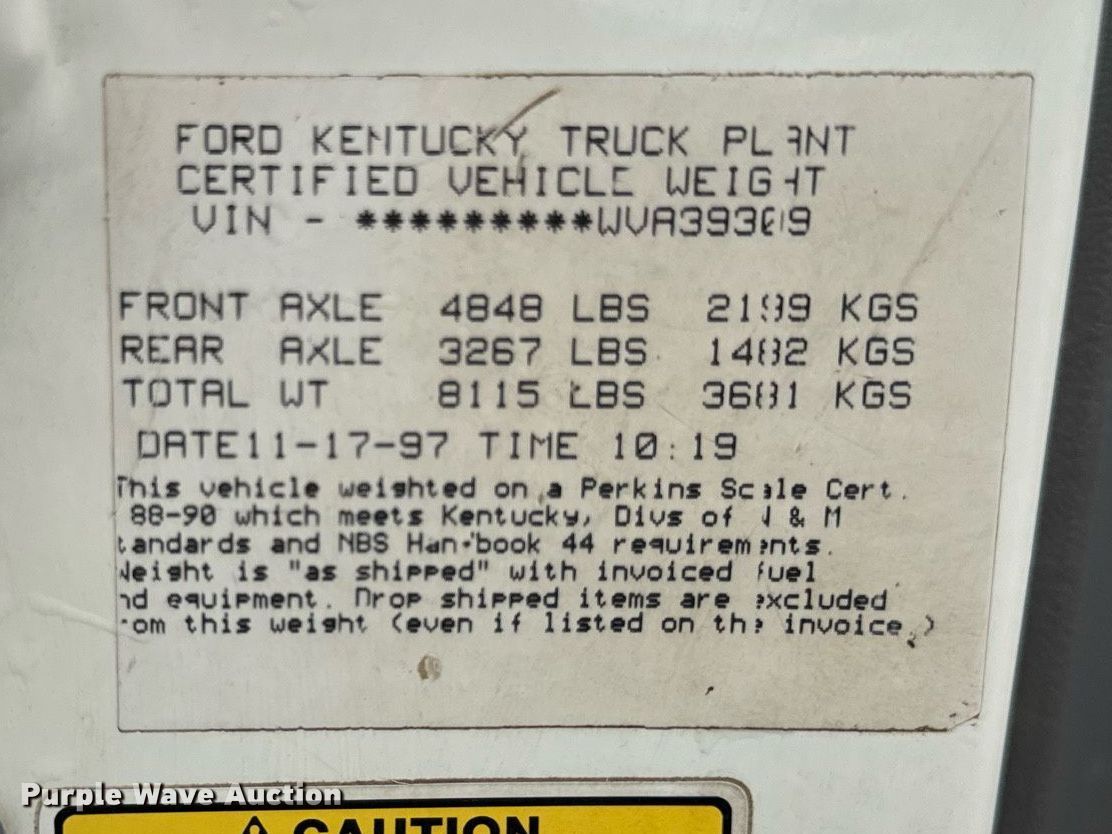 FORD KENTUCKY TRUCK PLANT
CERTIFIED VEHICLE WEIGHT
VIN - *********WVA39309
FRONT AXLE 4848 LBS 2199 KGS
REAR AXLE 3267 LBS 1482 KGS
TOTAL WT 8115 LBS 3681 KGS
DATE11-17-97 TIME 10:19
This vehicle weighted on a Perkins Scale Cert.
88-90 which meets Kentucky, Divs of W & M
tandards and NBS Handbook 44 requirements.
Weight is "as shipped" with invoiced fuel
nd equipment. Drop shipped items are excluded
rom this weight (even if listed on the invoice.)
Purple Wave Auction
CAUTION